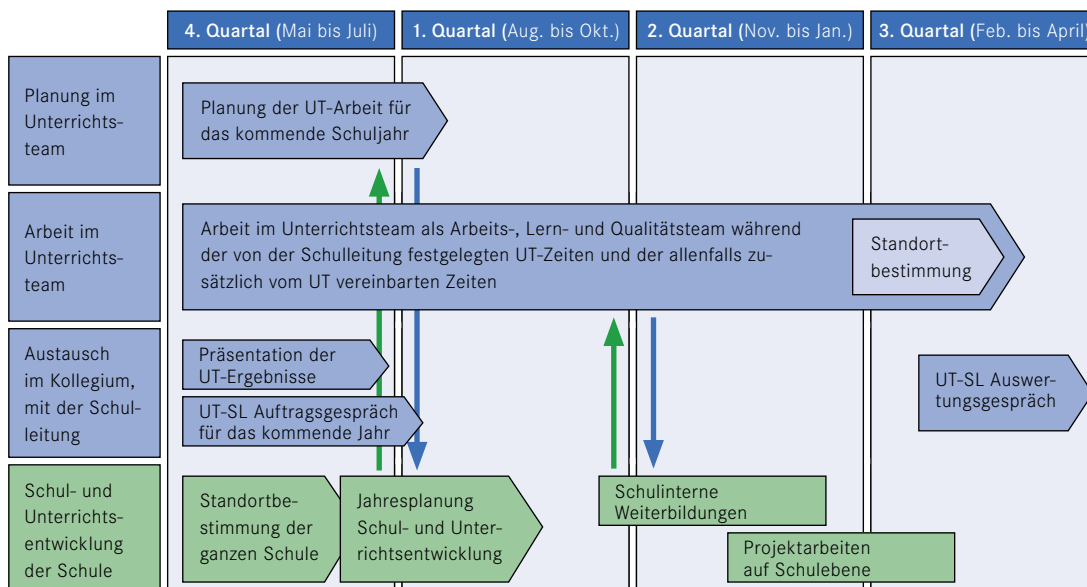 4. Quartal (Mai bis Juli)
1. Quartal (Aug. bis Okt.)
2. Quartal (Nov. bis Jan.)
3. Quartal (Feb. bis April)
Planung im
Unterrichts-
team
Planung der UT-Arbeit für
das kommende Schuljahr
Arbeit im
Unterrichts-
team
Arbeit im Unterrichtsteam als Arbeits-, Lern- und Qualitätsteam während
der von der Schulleitung festgelegten UT-Zeiten und der allenfalls zu-
sätzlich vom UT vereinbarten Zeiten
Standort-
bestimmung
Austausch
im Kollegium,
mit der Schul-
leitung
Präsentation der
UT-Ergebnisse
UT-SL Auftragsgespräch
für das kommende Jahr
UT-SL Auswer-
tungsgespräch
Schul- und
Unterrichts-
entwicklung
der Schule
Standortbe-
stimmung der
ganzen Schule
Jahresplanung
Schul- und Unter-
richtsentwicklung
Schulinterne
Weiterbildungen
Projektarbeiten
auf Schulebene